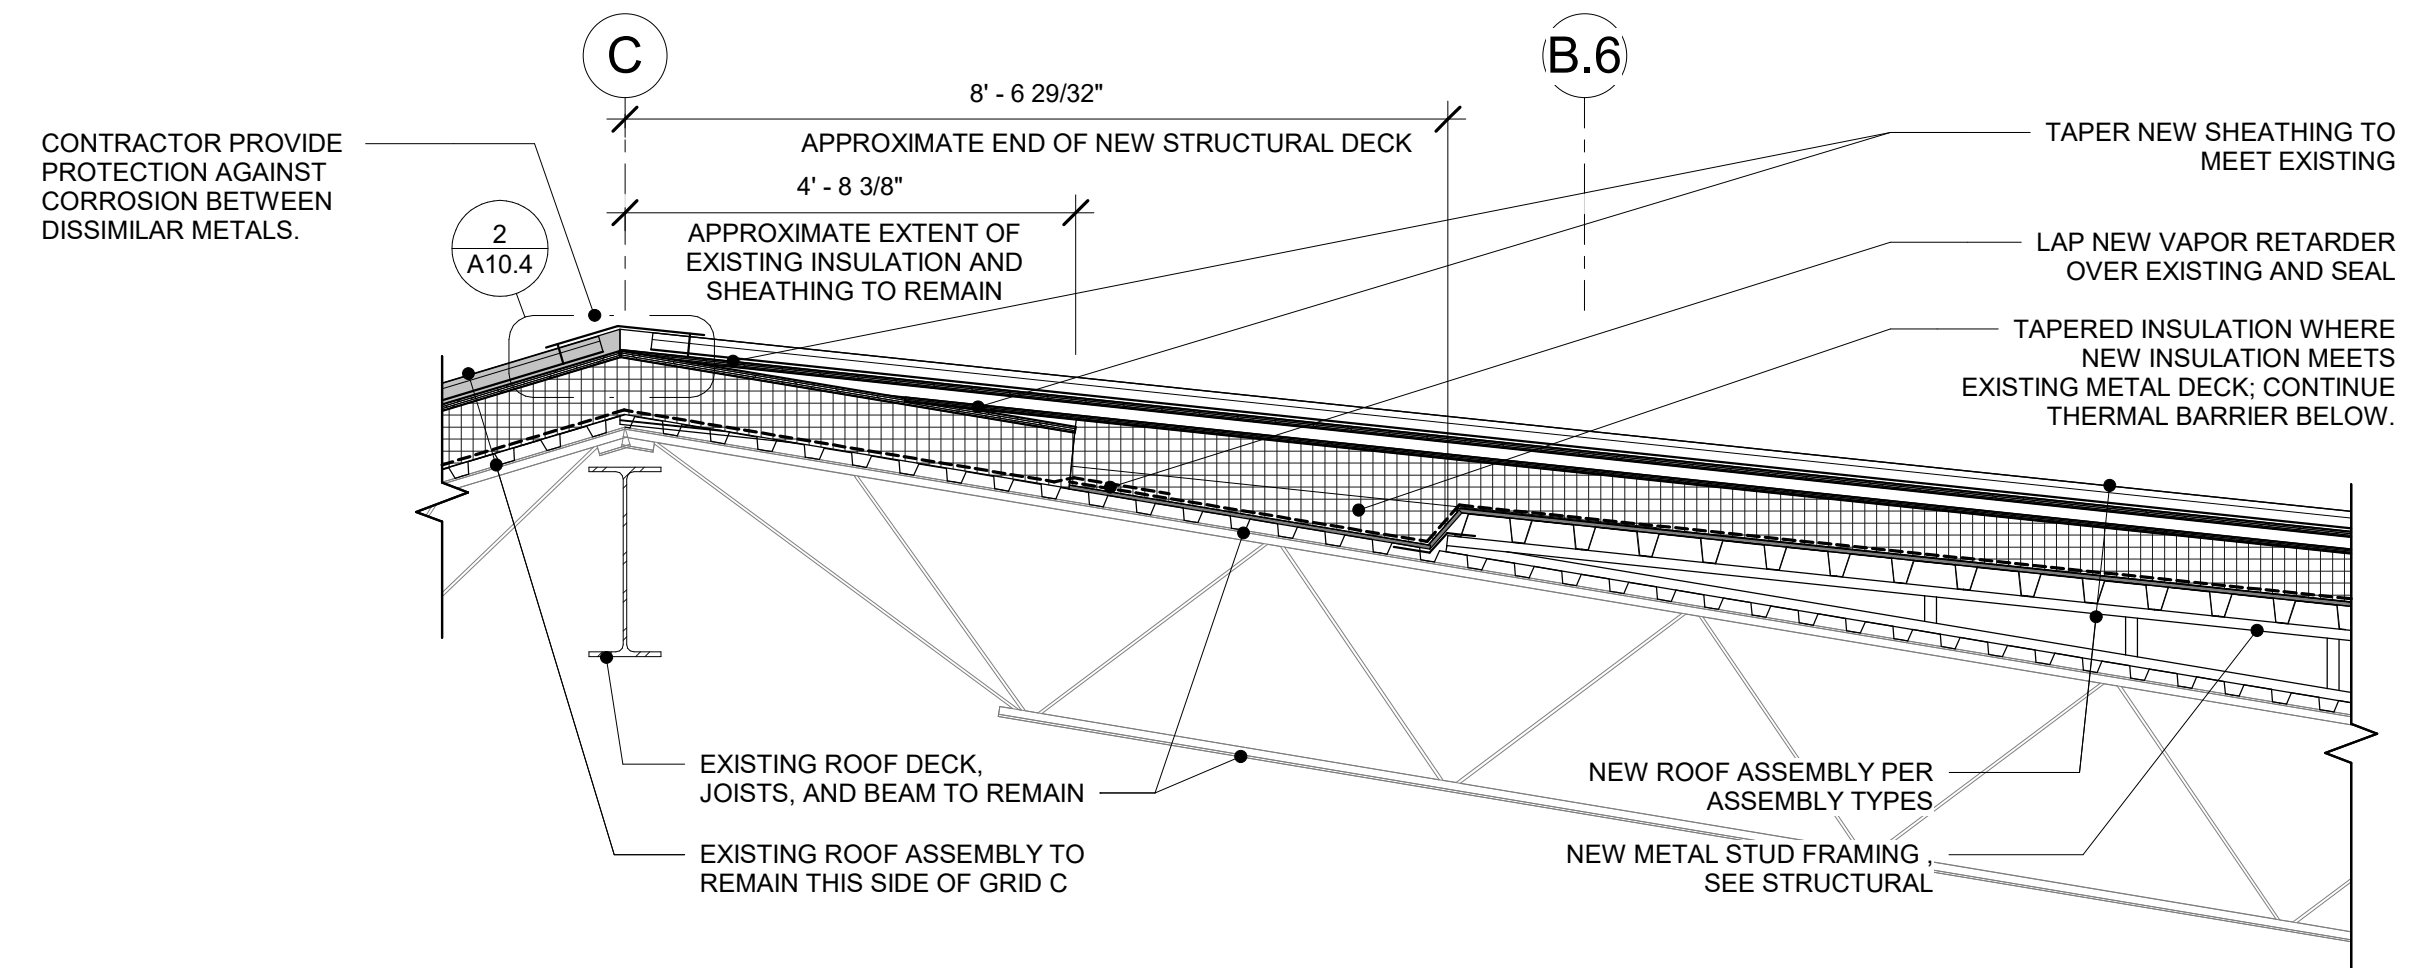 C
B.6
8' - 6 29/32"
APPROXIMATE END OF NEW STRUCTURAL DECK
4' - 8 3/8"
APPROXIMATE EXTENT OF
EXISTING INSULATION AND
SHEATHING TO REMAIN
CONTRACTOR PROVIDE
PROTECTION AGAINST
CORROSION BETWEEN
DISSIMILAR METALS.
2
A10.4
TAPER NEW SHEATHING TO
MEET EXISTING
LAP NEW VAPOR RETARDER
OVER EXISTING AND SEAL
TAPERED INSULATION WHERE
NEW INSULATION MEETS
EXISTING METAL DECK; CONTINUE
THERMAL BARRIER BELOW.
EXISTING ROOF DECK,
JOISTS, AND BEAM TO REMAIN
EXISTING ROOF ASSEMBLY TO
REMAIN THIS SIDE OF GRID C
NEW ROOF ASSEMBLY PER
ASSEMBLY TYPES
NEW METAL STUD FRAMING ,
SEE STRUCTURAL